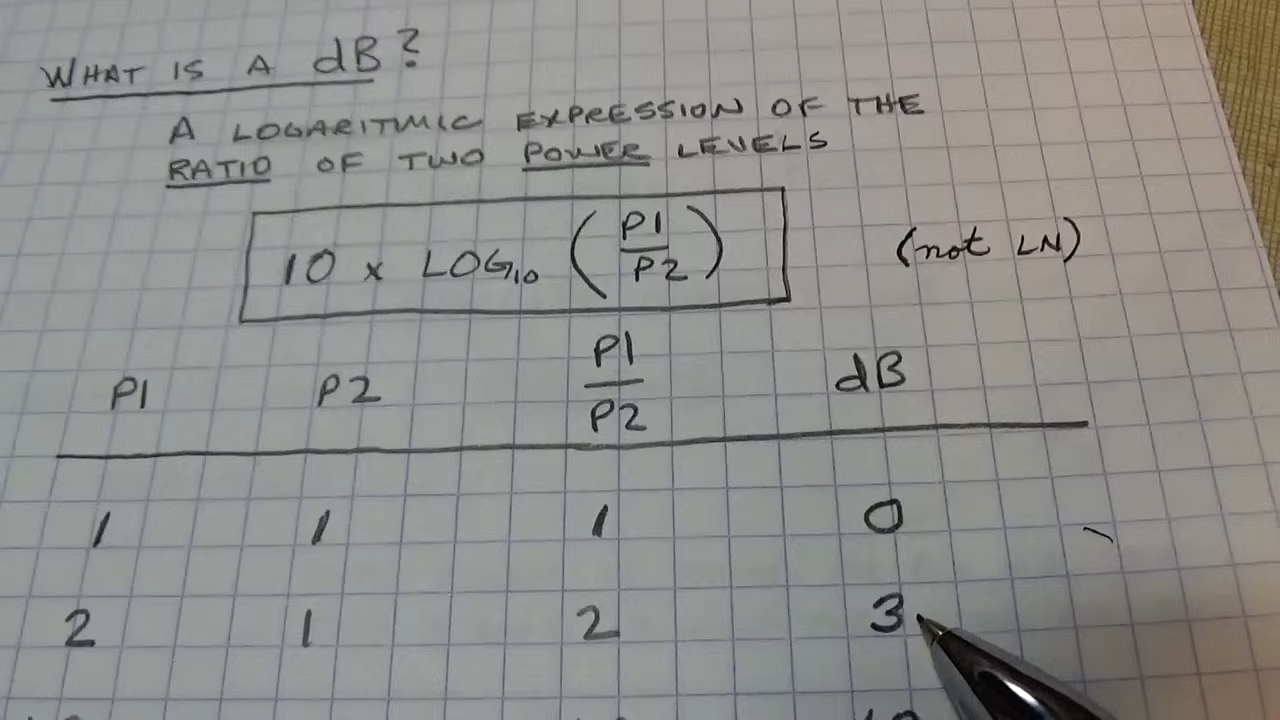 WHAT IS A dB?
A LOGARITMIC EXPRESSION OF THE
RATIO OF TWO POWER LEVELS
10 x LOG10 (P1/P2) (not LN)
P1 P2 P1/P2 dB
1 1 1 0
2 1 2 3